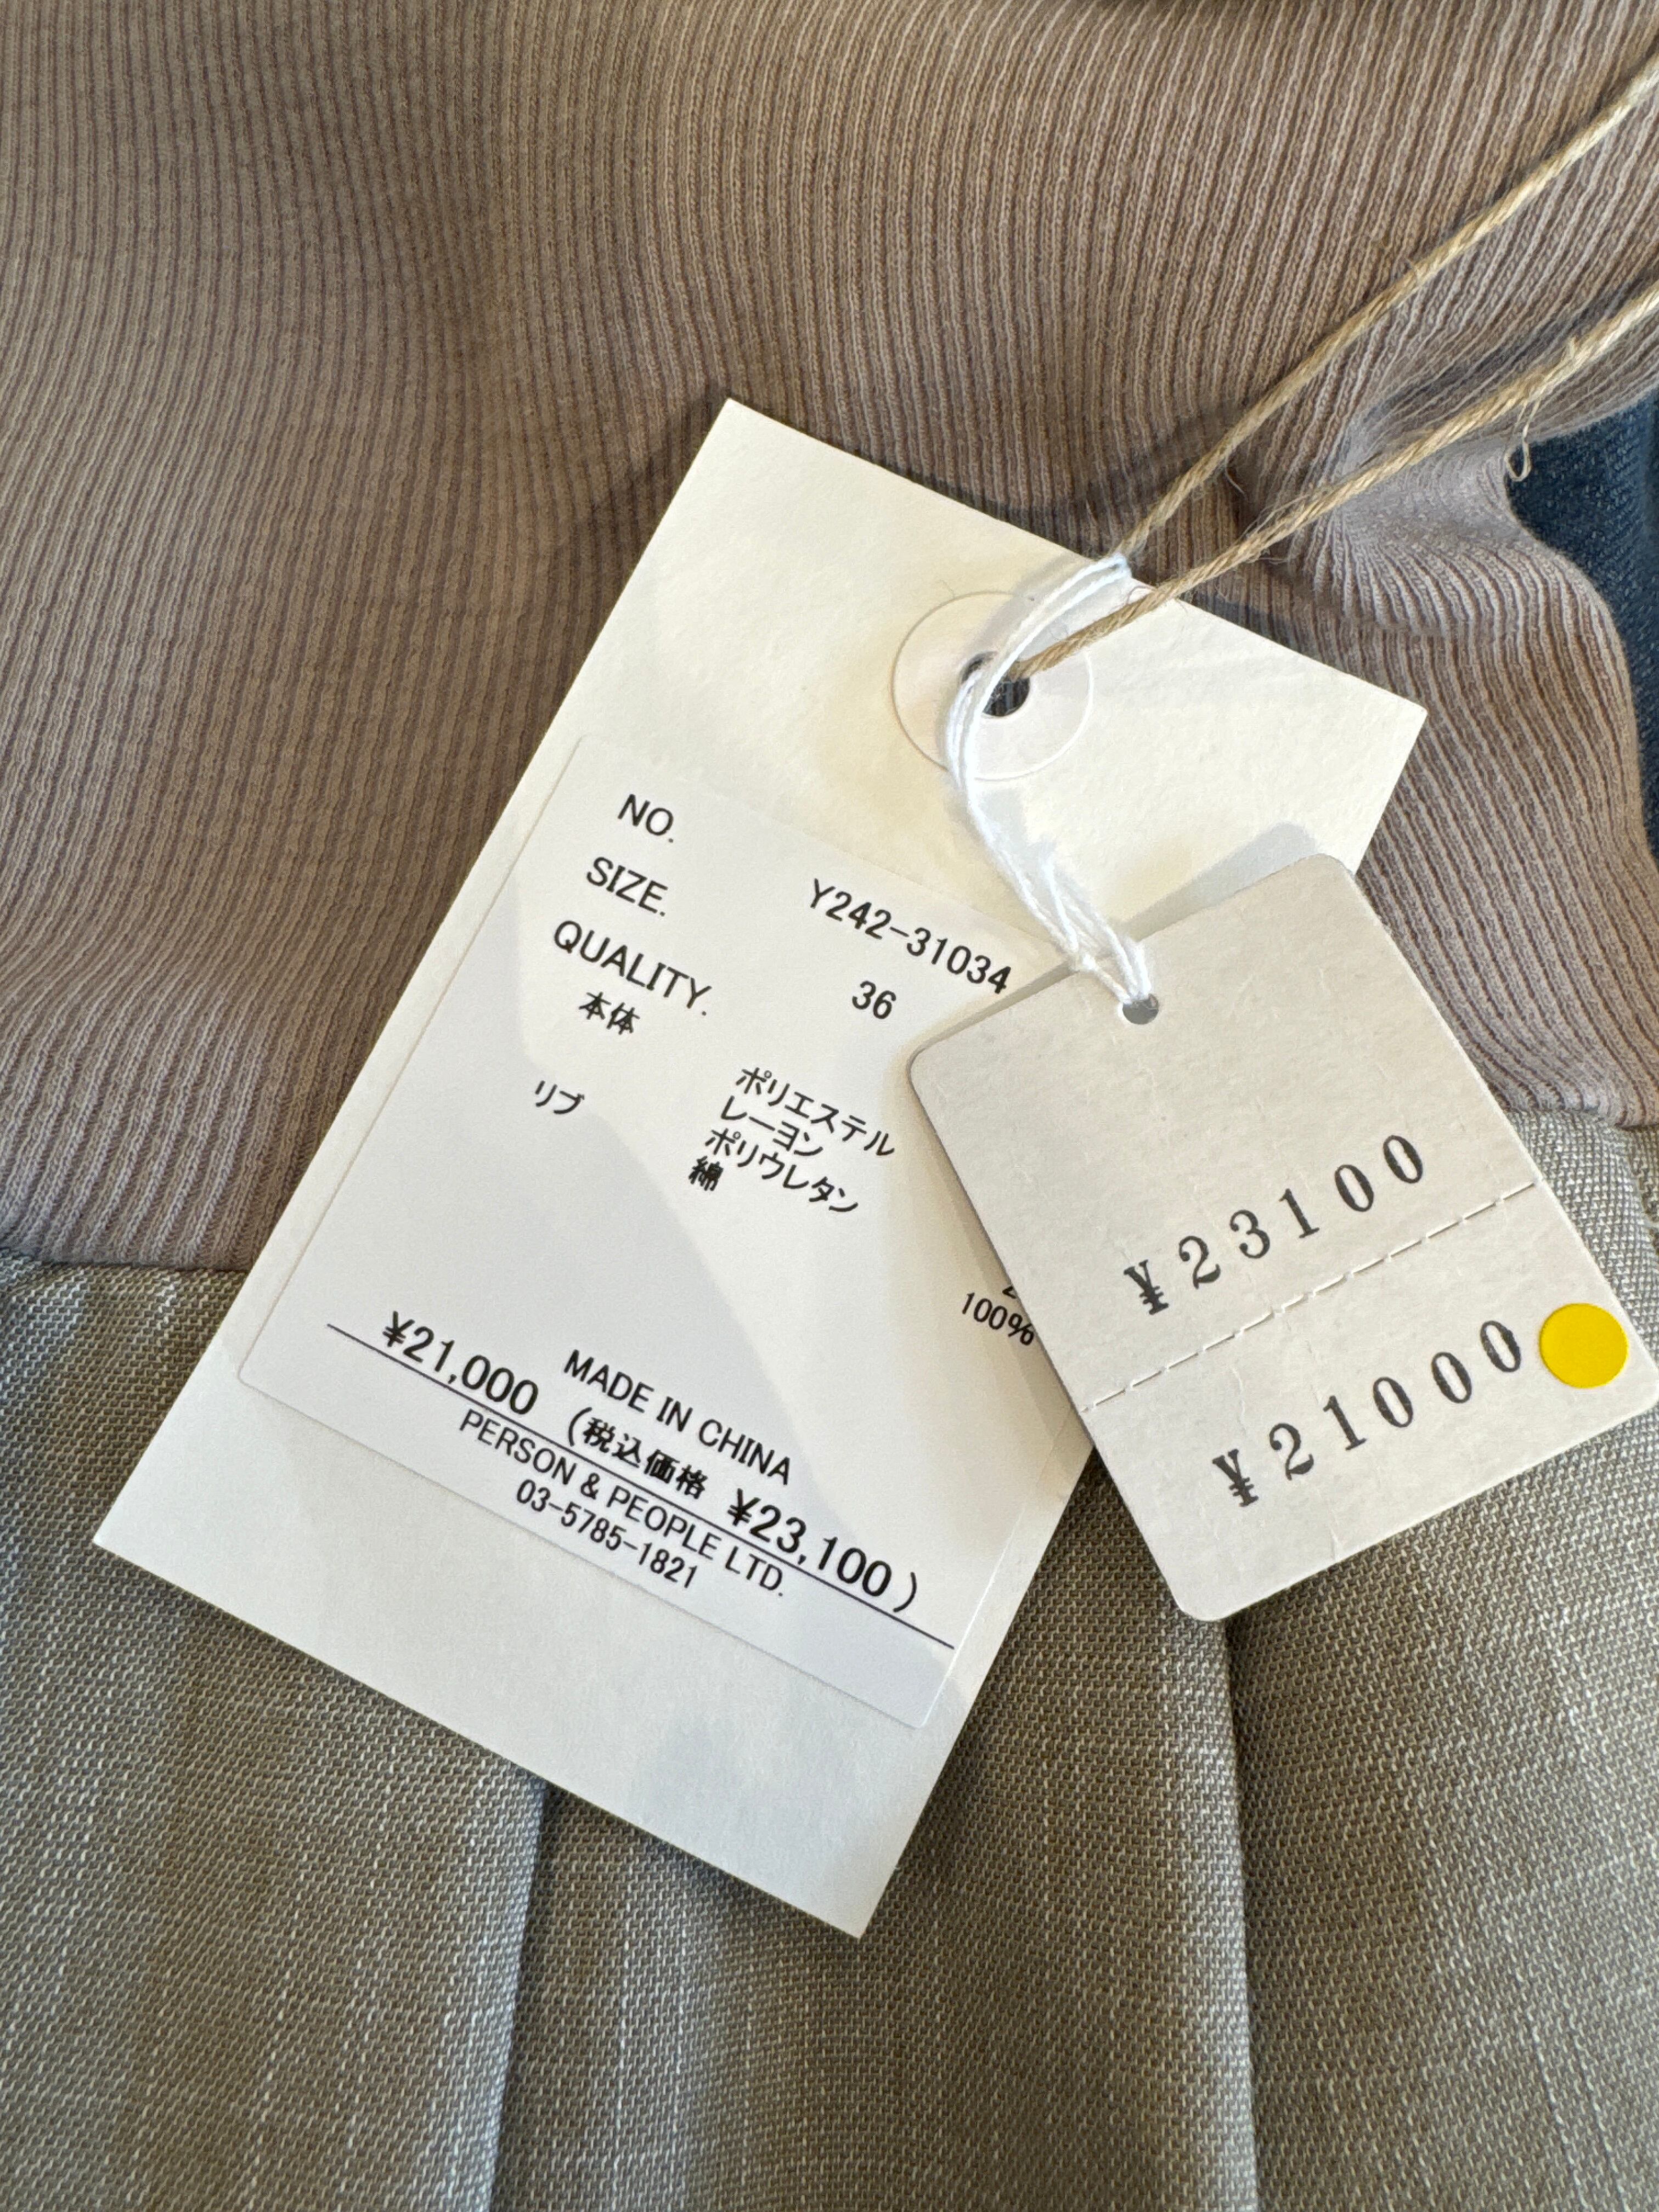 NO. Y242-31034
SIZE. 36
QUALITY.
本体 ポリエステル
レーヨン
ポリウレタン
リブ 綿 100%
MADE IN CHINA
¥21,000 (税込価格 ¥23,100)
PERSON & PEOPLE LTD.
03-5785-1821
¥23100
¥21000